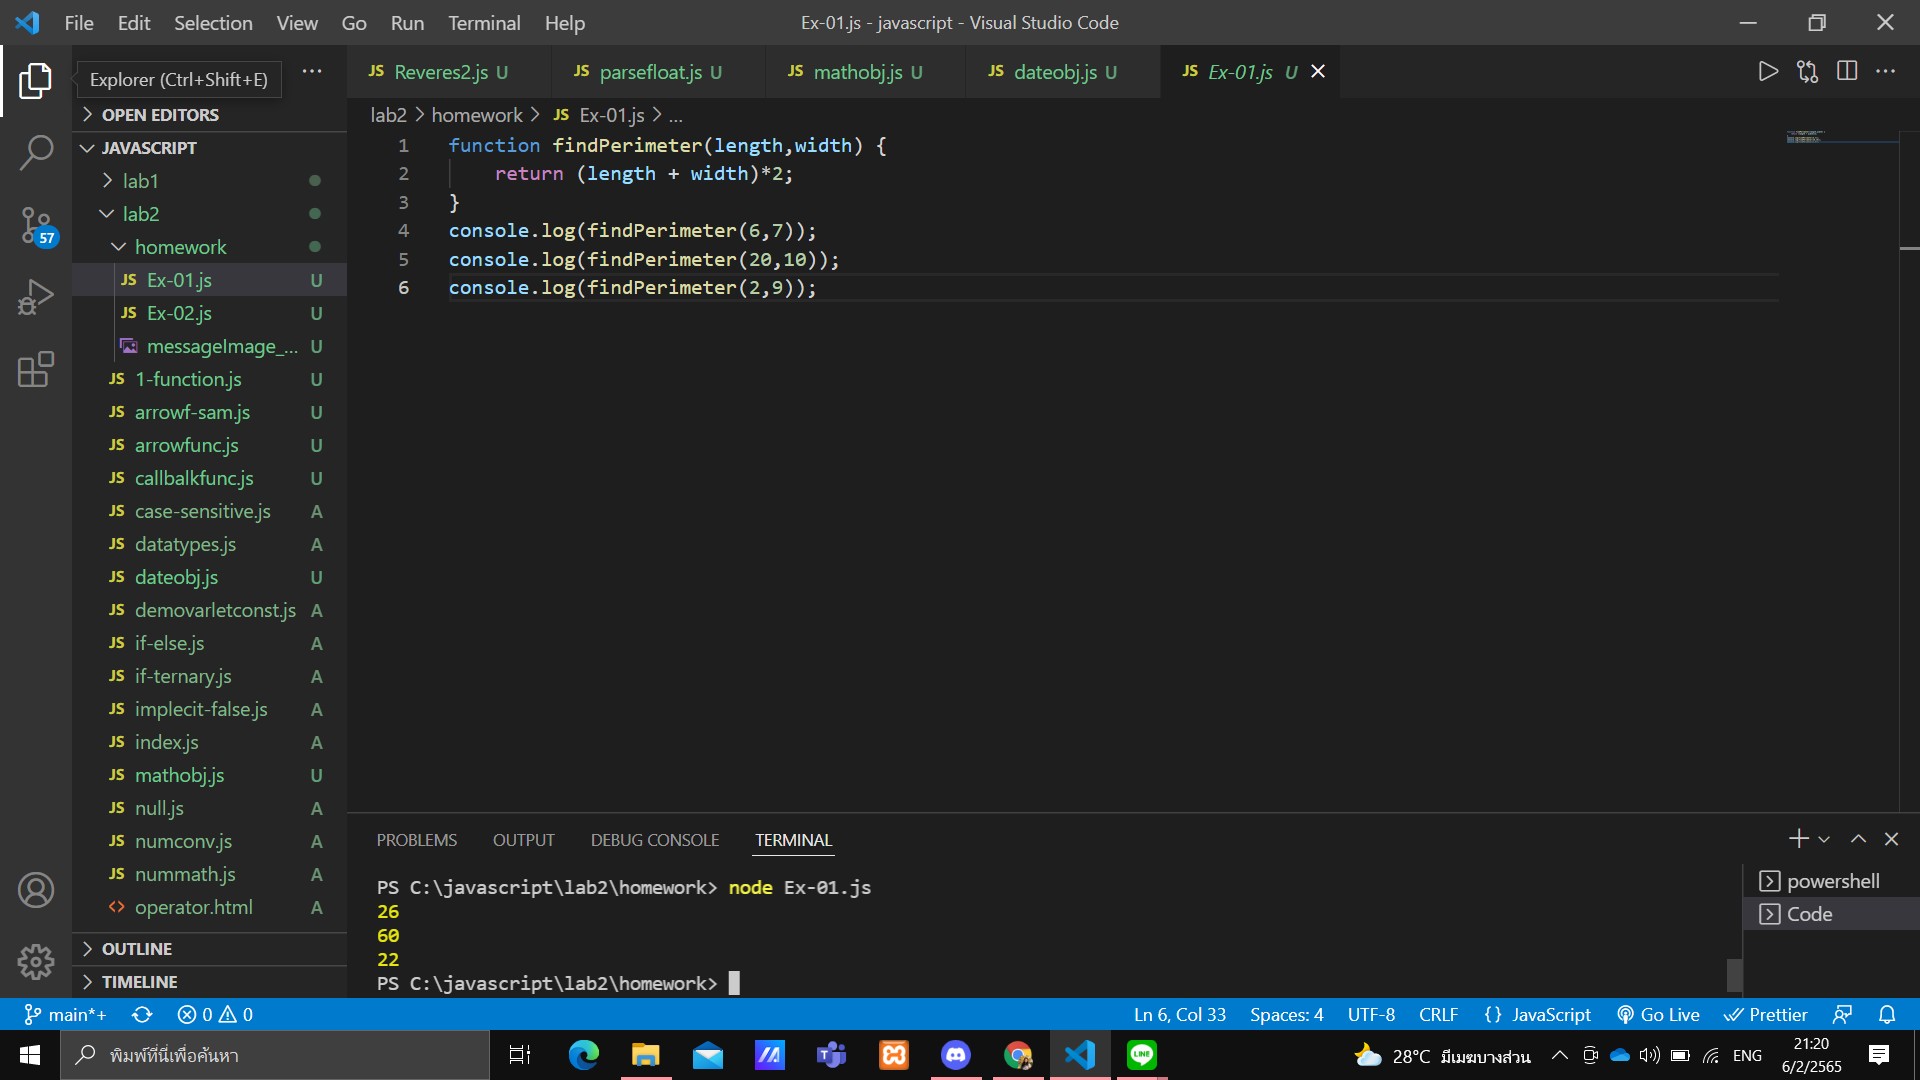 File Edit Selection View Go Run Terminal Help
Ex-01.js - javascript - Visual Studio Code
Explorer (Ctrl+Shift+E)
OPEN EDITORS
JAVASCRIPT
lab1
lab2
homework
JS Ex-01.js U
JS Ex-02.js U
messageImage_... U
JS 1-function.js U
JS arrowf-sam.js U
JS arrowfunc.js U
JS callbalkfunc.js U
JS case-sensitive.js A
JS datatypes.js A
JS dateobj.js U
JS demovarletconst.js A
JS if-else.js A
JS if-ternary.js A
JS implecit-false.js A
JS index.js A
JS mathobj.js U
JS null.js A
JS numconv.js A
JS nummath.js A
<> operator.html A
OUTLINE
TIMELINE
57
JS Reveres2.js U JS parsefloat.js U JS mathobj.js U JS dateobj.js U JS Ex-01.js U
lab2 > homework > JS Ex-01.js > ...
1 function findPerimeter(length,width) {
2 return (length + width)*2;
3 }
4 console.log(findPerimeter(6,7));
5 console.log(findPerimeter(20,10));
6 console.log(findPerimeter(2,9));
PROBLEMS OUTPUT DEBUG CONSOLE TERMINAL
PS C:\javascript\lab2\homework> node Ex-01.js
26
60
22
PS C:\javascript\lab2\homework>
powershell
Code
main*+ 0 0 Ln 6, Col 33 Spaces: 4 UTF-8 CRLF {} JavaScript Go Live Prettier
พิมพ์ที่นี่เพื่อค้นหา
LINE
28°C มีเมฆบางส่วน ENG
21:20
6/2/2565